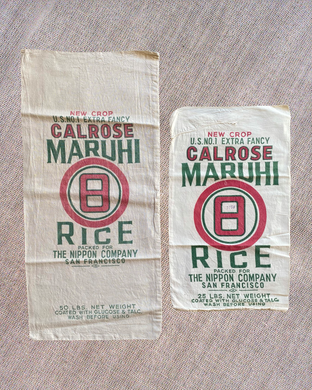 NEW CROP
U.S. NO.1 EXTRA FANCY
CALROSE
MARUHI
RICE
PACKED FOR
THE NIPPON COMPANY
SAN FRANCISCO
50 LBS. NET WEIGHT
COATED WITH GLUCOSE & TALC
WASH BEFORE USING
NEW CROP
U.S. NO.1 EXTRA FANCY
CALROSE
MARUHI
RICE
PACKED FOR
THE NIPPON COMPANY
SAN FRANCISCO
25 LBS. NET WEIGHT
COATED WITH GLUCOSE & TALC
WASH BEFORE USING